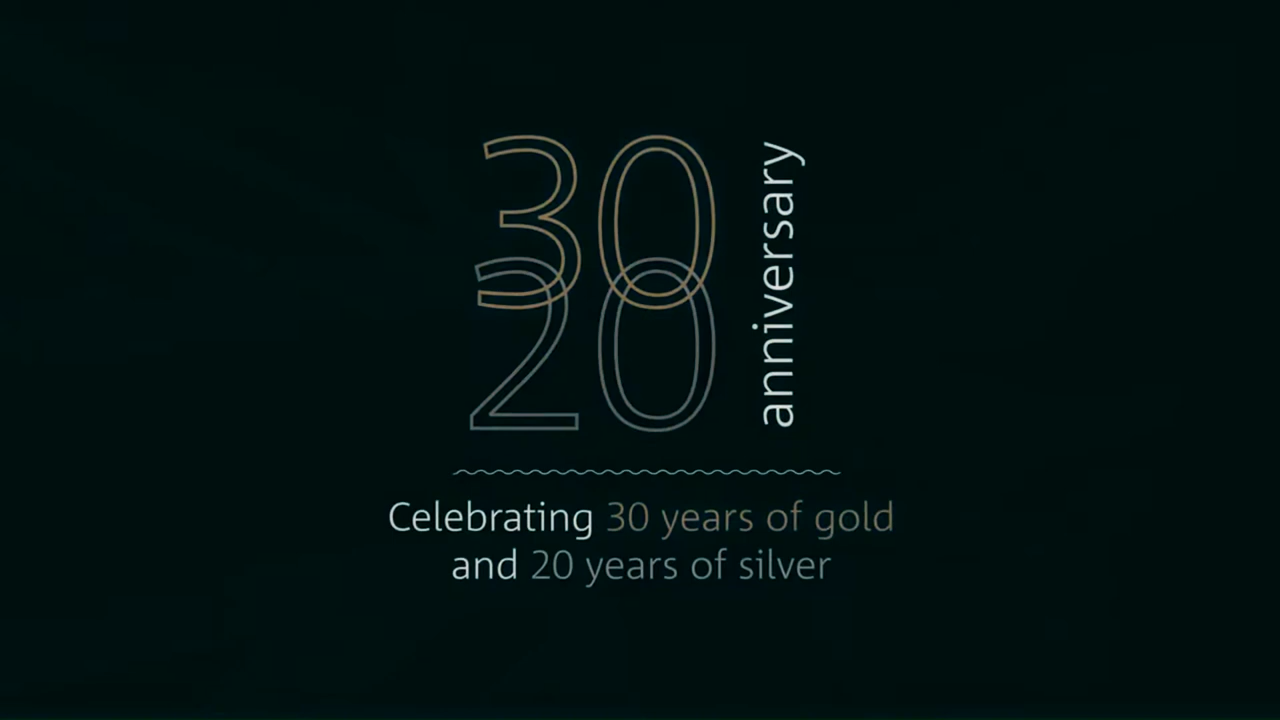 30
20
anniversary
Celebrating 30 years of gold
and 20 years of silver